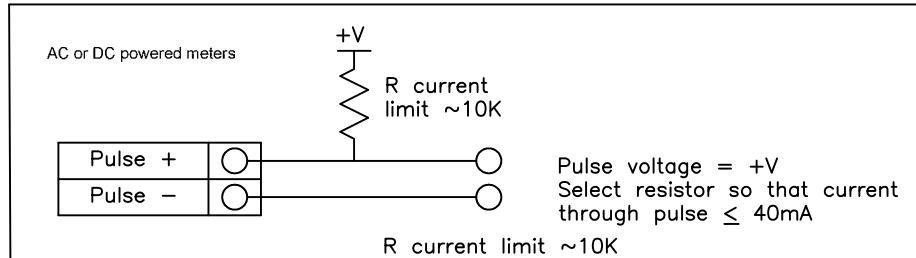 +V
AC or DC powered meters
R current
limit ~10K
Pulse +
Pulse −
Pulse voltage = +V
Select resistor so that current
through pulse ≤ 40mA
R current limit ~10K